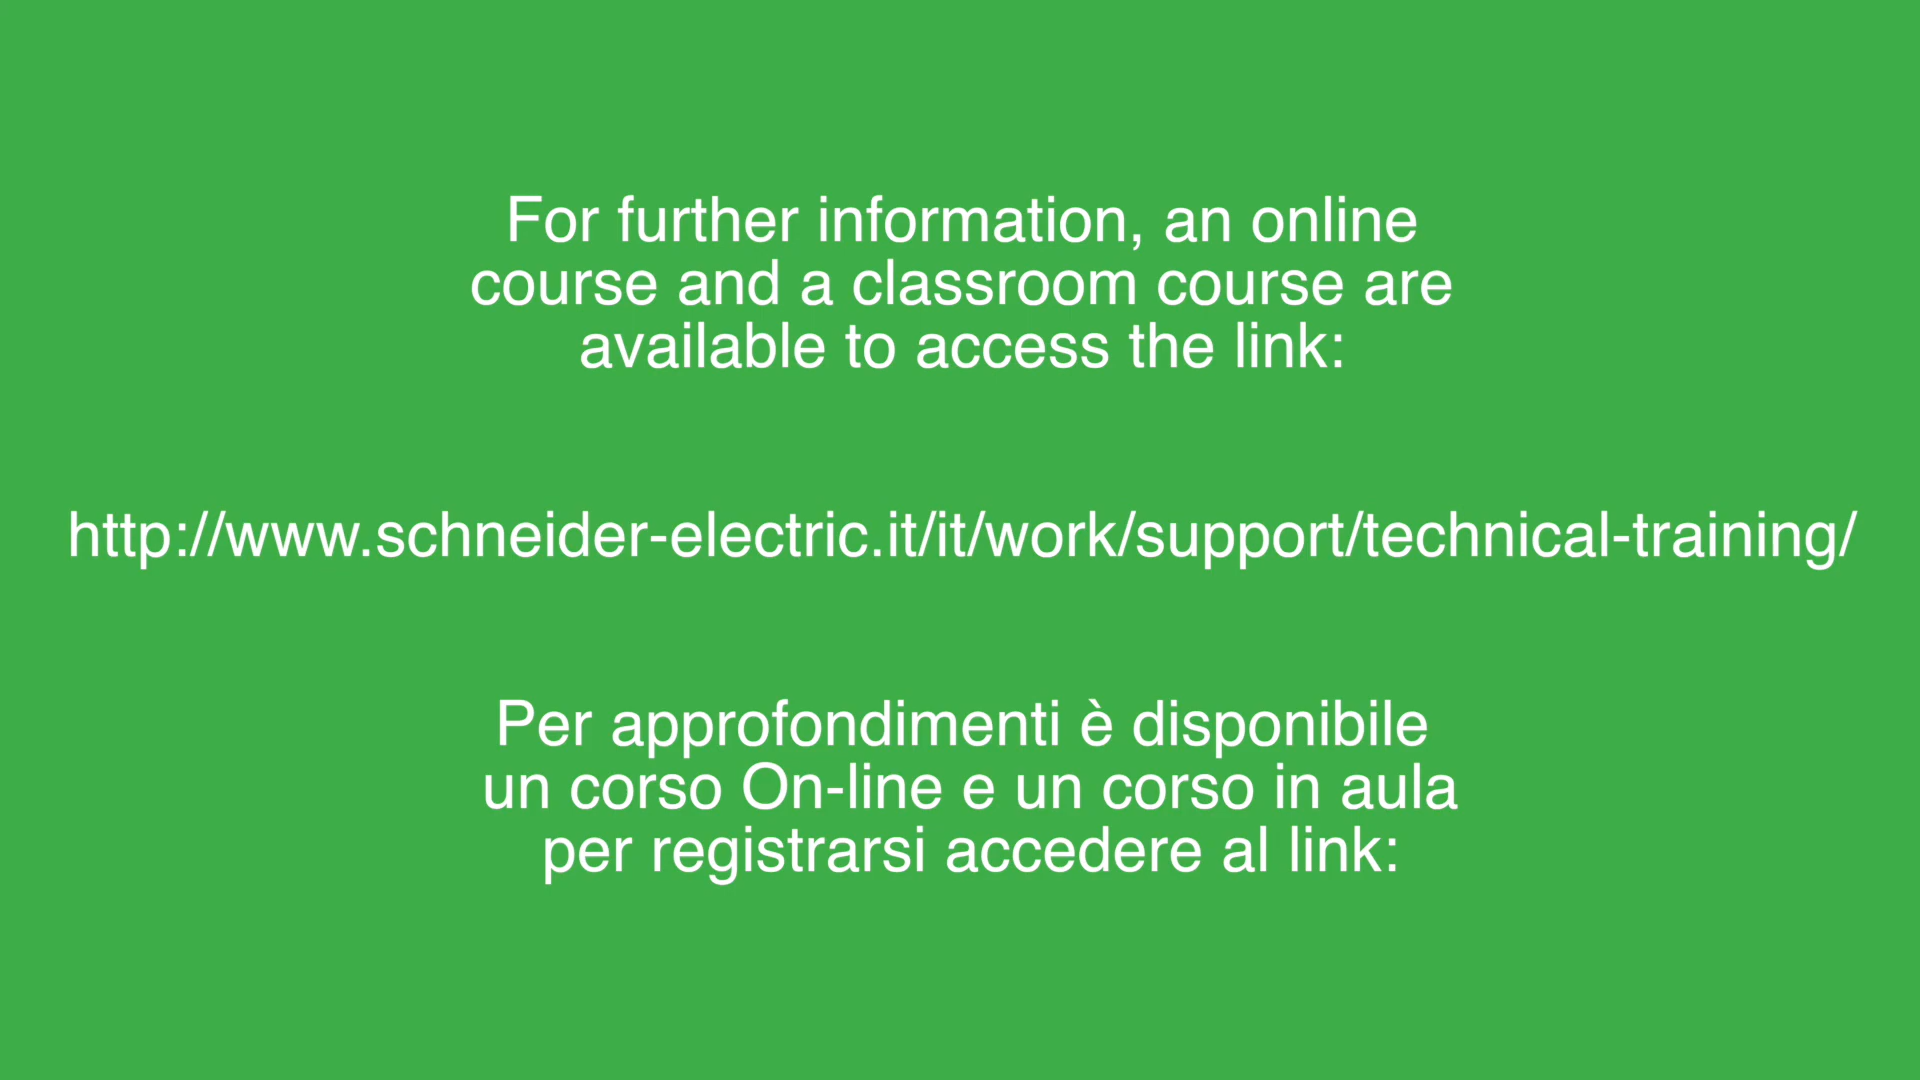 For further information, an online
course and a classroom course are
available to access the link:
http://www.schneider-electric.it/it/work/support/technical-training/
Per approfondimenti è disponibile
un corso On-line e un corso in aula
per registrarsi accedere al link: